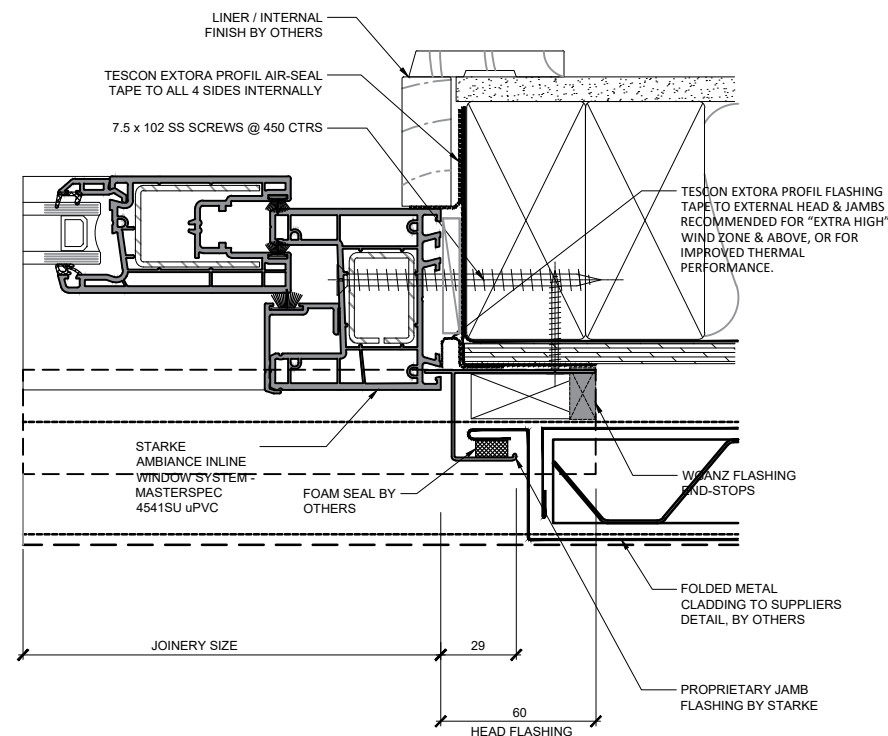 LINER / INTERNAL
FINISH BY OTHERS
TESCON EXTORA PROFIL AIR-SEAL
TAPE TO ALL 4 SIDES INTERNALLY
7.5 x 102 SS SCREWS @ 450 CTRS
TESCON EXTORA PROFIL FLASHING
TAPE TO EXTERNAL HEAD & JAMBS
RECOMMENDED FOR “EXTRA HIGH”
WIND ZONE & ABOVE, OR FOR
IMPROVED THERMAL
PERFORMANCE.
STARKE
AMBIANCE INLINE
WINDOW SYSTEM -
MASTERSPEC
4541SU uPVC
FOAM SEAL BY
OTHERS
WGANZ FLASHING
END-STOPS
FOLDED METAL
CLADDING TO SUPPLIERS
DETAIL, BY OTHERS
JOINERY SIZE
29
PROPRIETARY JAMB
FLASHING BY STARKE
60
HEAD FLASHING